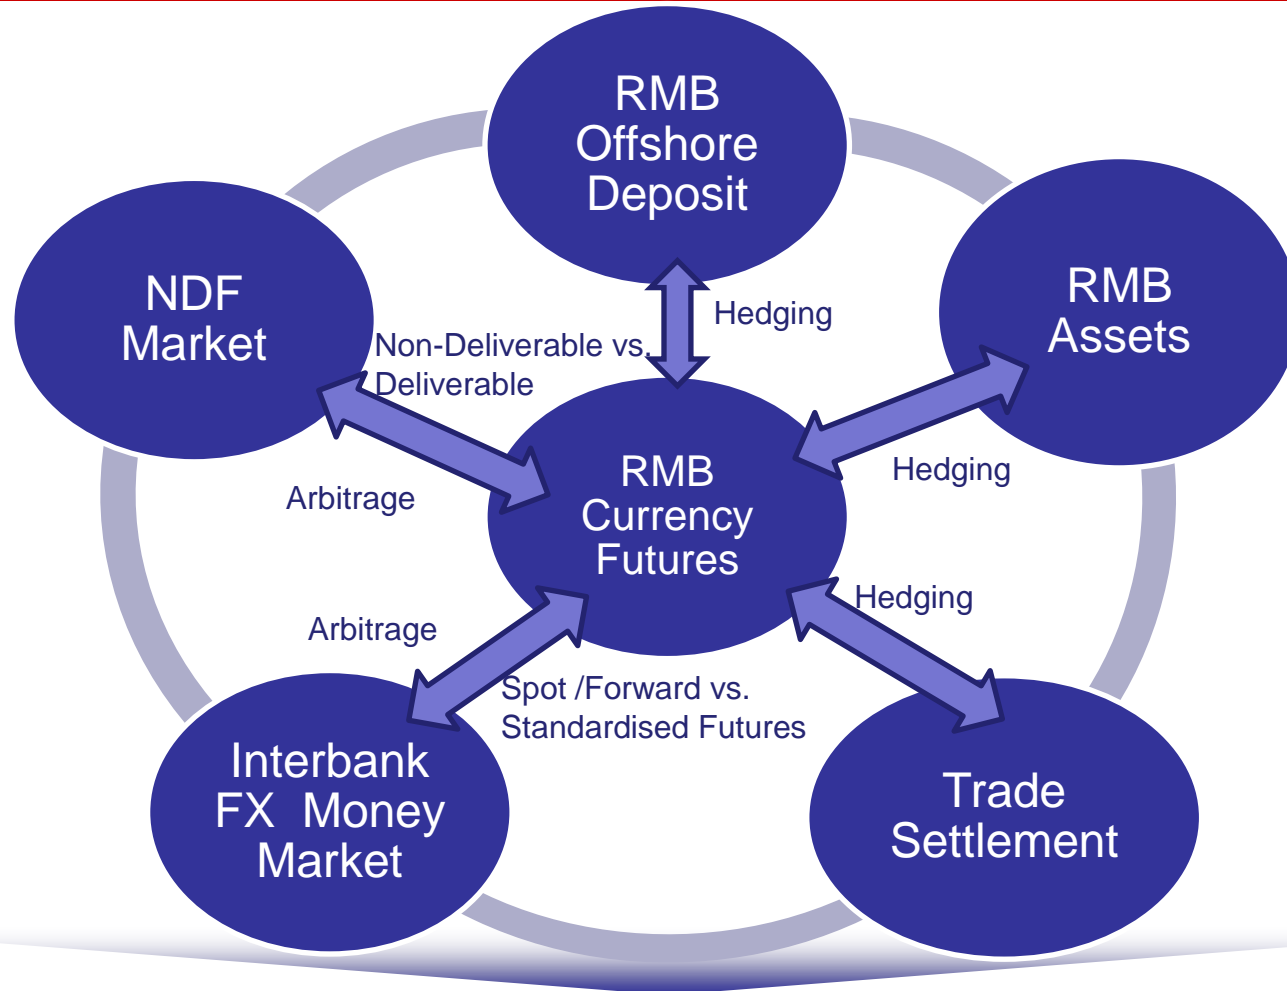 RMB
Offshore
Deposit
NDF
Market
RMB
Assets
Hedging
Non-Deliverable vs.
Deliverable
Arbitrage
RMB
Currency
Futures
Hedging
Hedging
Arbitrage
Spot /Forward vs.
Standardised Futures
Interbank
FX  Money
Market
Trade
Settlement